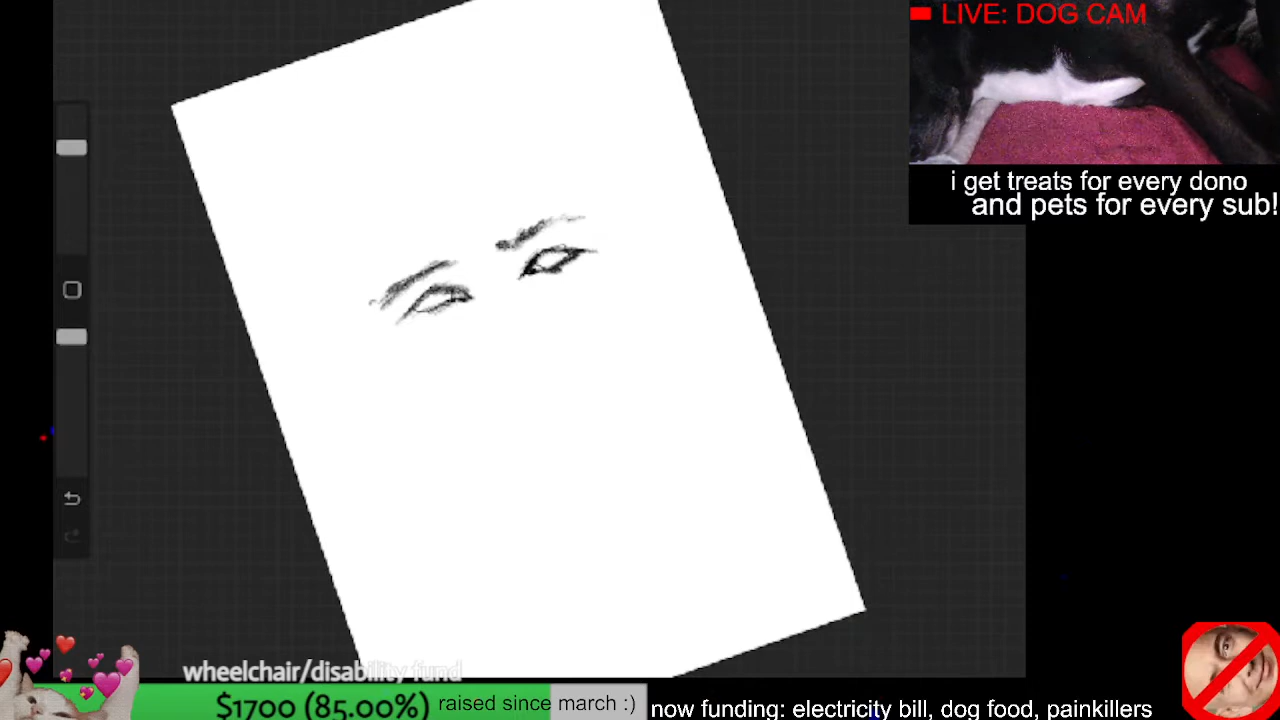 LIVE: DOG CAM
i get treats for every dono
and pets for every sub!
wheelchair/disability fund
$1700 (85.00%) raised since march :)
now funding: electricity bill, dog food, painkillers